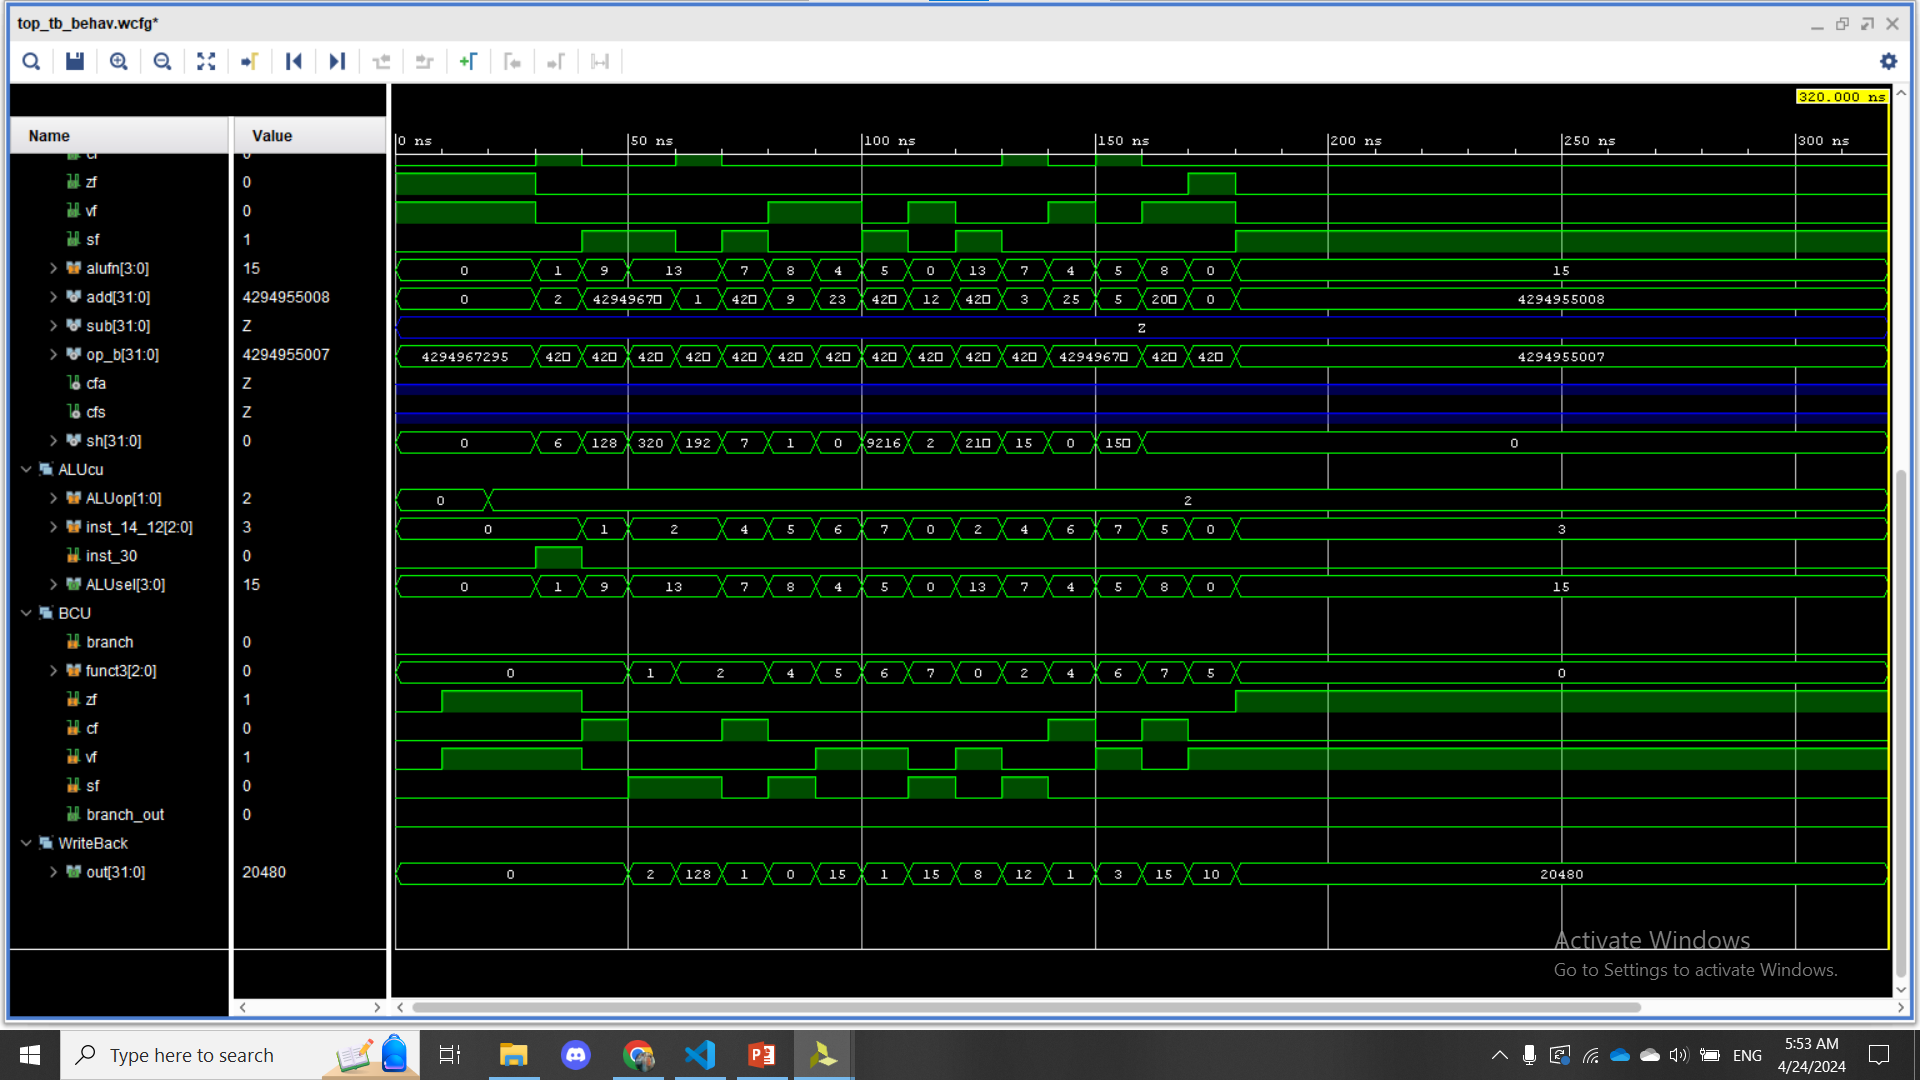 top_tb_behav.wcfg*
320.000 ns
Name Value
0 ns 50 ns 100 ns 150 ns 200 ns 250 ns 300 ns
zf 0
vf 0
sf 1
alufn[3:0] 15 0 1 9 13 7 8 4 5 0 13 7 4 5 8 0 15
add[31:0] 4294955008 0 2 4294967 1 42 9 23 42 12 42 3 25 5 20 0 4294955008
sub[31:0] Z Z
op_b[31:0] 4294955007 4294967295 42 42 42 42 42 42 42 42 42 42 42 4294967 42 42 4294955007
cfa Z
cfs Z
sh[31:0] 0 0 6 128 320 192 7 1 0 9216 2 21 15 0 15 0
ALUcu
ALUop[1:0] 2 0 2
inst_14_12[2:0] 3 0 1 2 4 5 6 7 0 2 4 6 7 5 0 3
inst_30 0
ALUsel[3:0] 15 0 1 9 13 7 8 4 5 0 13 7 4 5 8 0 15
BCU
branch 0
funct3[2:0] 0 0 1 2 4 5 6 7 0 2 4 6 7 5 0
zf 1
cf 0
vf 1
sf 0
branch_out 0
WriteBack
out[31:0] 20480 0 2 128 1 0 15 1 15 8 12 1 3 15 10 20480
Activate Windows
Go to Settings to activate Windows.
Type here to search
ENG
5:53 AM
4/24/2024